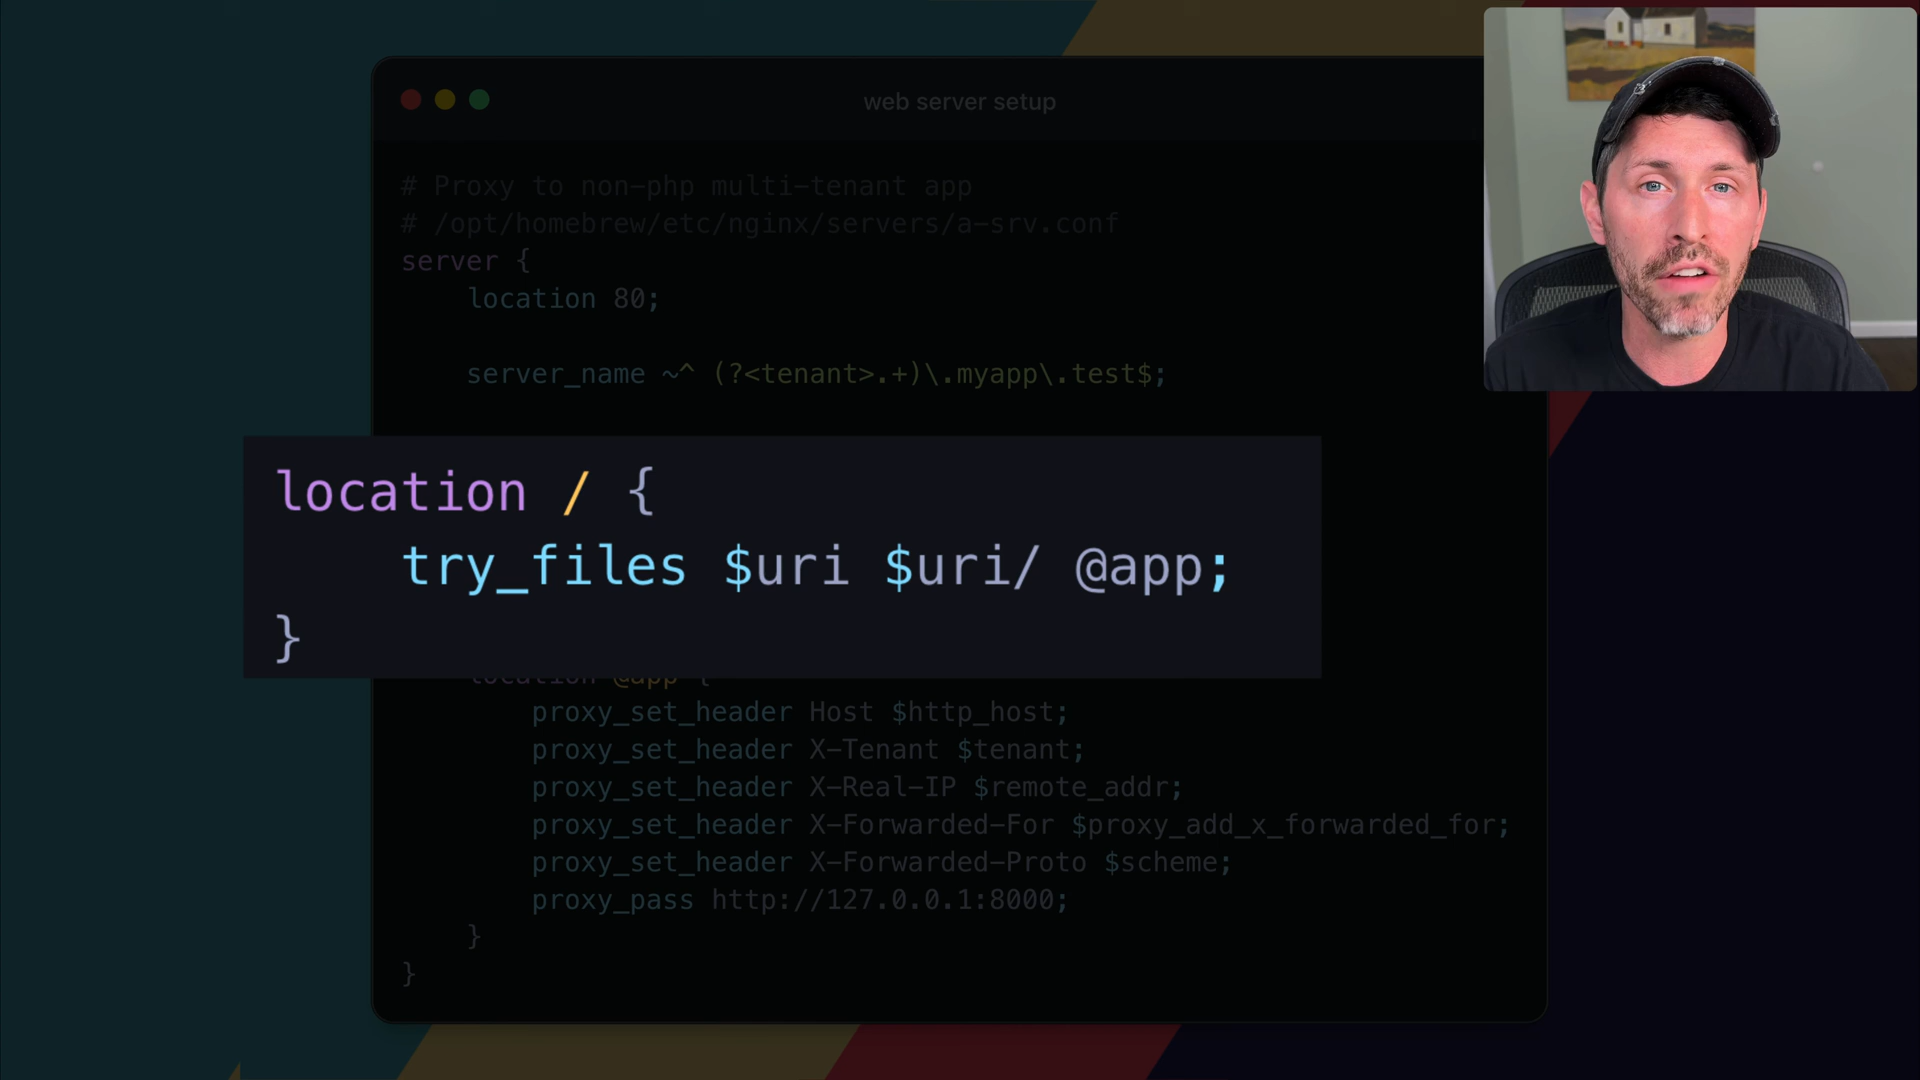 web server setup
# Proxy to non-php multi-tenant app
# /opt/homebrew/etc/nginx/servers/a-srv.conf
server {
location 80;
server_name ~^ (?<tenant>.+)\.myapp\.test$;
location / {
try_files $uri $uri/ @app;
}
location @app {
proxy_set_header Host $http_host;
proxy_set_header X-Tenant $tenant;
proxy_set_header X-Real-IP $remote_addr;
proxy_set_header X-Forwarded-For $proxy_add_x_forwarded_for;
proxy_set_header X-Forwarded-Proto $scheme;
proxy_pass http://127.0.0.1:8000;
}
}